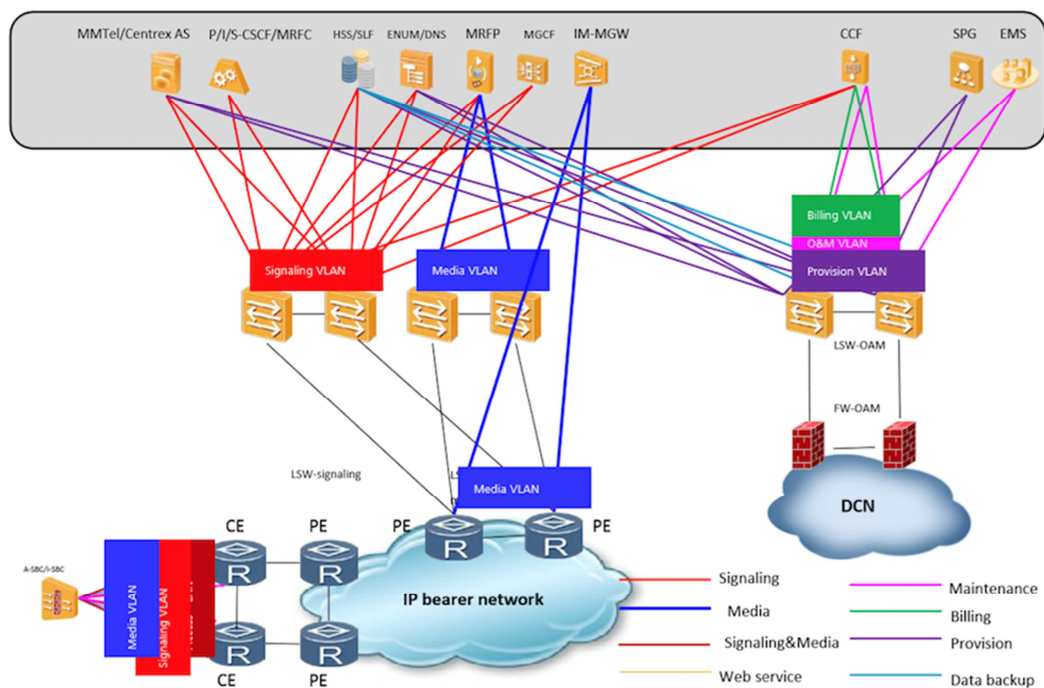 MMTel/Centrex AS
P/I/S-CSCF/MRFC
HSS/SLF
ENUM/DNS
MRFP
MGCF
IM-MGW
CCF
SPG
EMS
Billing VLAN
O&M VLAN
Signaling VLAN
Media VLAN
Provision VLAN
LSW-OAM
FW-OAM
LSW-signaling
Media VLAN
DCN
CE
PE
PE
PE
R
R
A-SBC/I-SBC
Media VLAN
Signaling VLAN
R
R
IP bearer network
R
R
CE
PE
Signaling
Media
Signaling&Media
Web service
Maintenance
Billing
Provision
Data backup